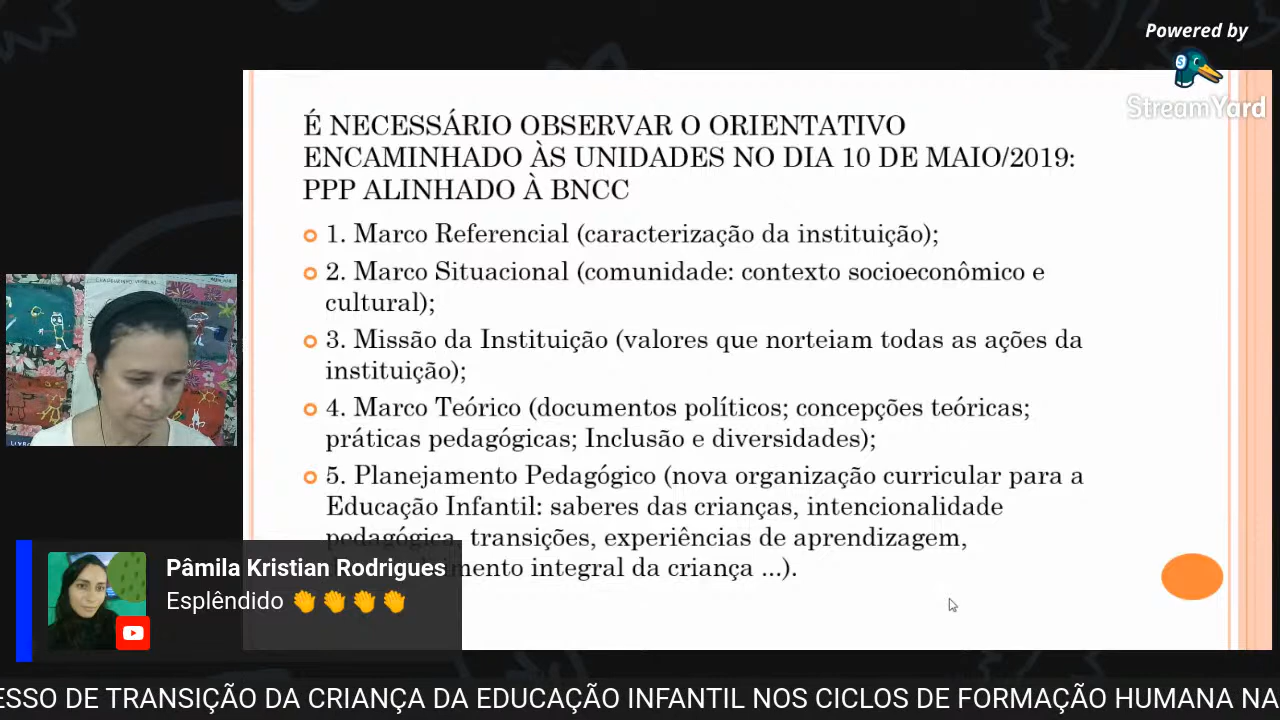 Powered by
StreamYard
É NECESSÁRIO OBSERVAR O ORIENTATIVO
ENCAMINHADO ÀS UNIDADES NO DIA 10 DE MAIO/2019:
PPP ALINHADO À BNCC
1. Marco Referencial (caracterização da instituição);
2. Marco Situacional (comunidade: contexto socioeconômico e
cultural);
3. Missão da Instituição (valores que norteiam todas as ações da
instituição);
4. Marco Teórico (documentos políticos; concepções teóricas;
práticas pedagógicas; Inclusão e diversidades);
5. Planejamento Pedagógico (nova organização curricular para a
Educação Infantil: saberes das crianças, intencionalidade
pedagógica, transições, experiências de aprendizagem,
mento integral da criança ...).
Pâmila Kristian Rodrigues
Esplêndido 👏 👏 👏 👏
ESSO DE TRANSIÇÃO DA CRIANÇA DA EDUCAÇÃO INFANTIL NOS CICLOS DE FORMAÇÃO HUMANA NA